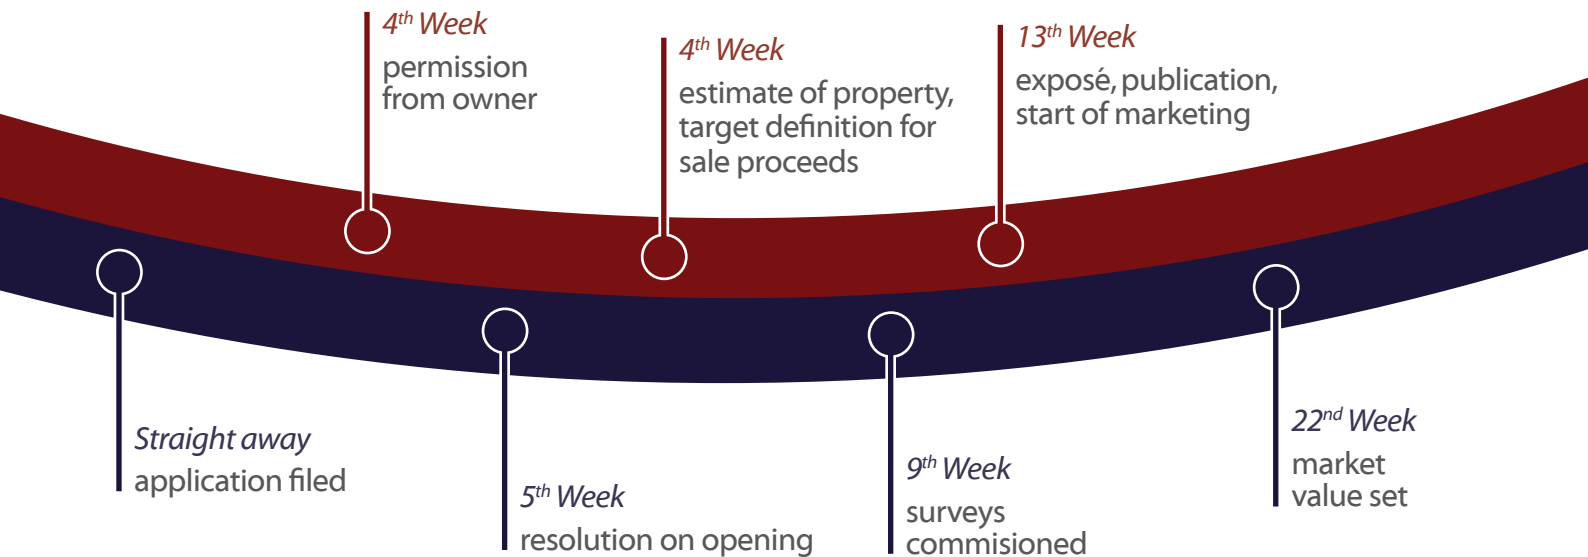 4th Week
permission
from owner
4th Week
estimate of property,
target definition for
sale proceeds
13th Week
exposé, publication,
start of marketing
Straight away
application filed
5th Week
resolution on opening
9th Week
surveys
commisioned
22nd Week
market
value set